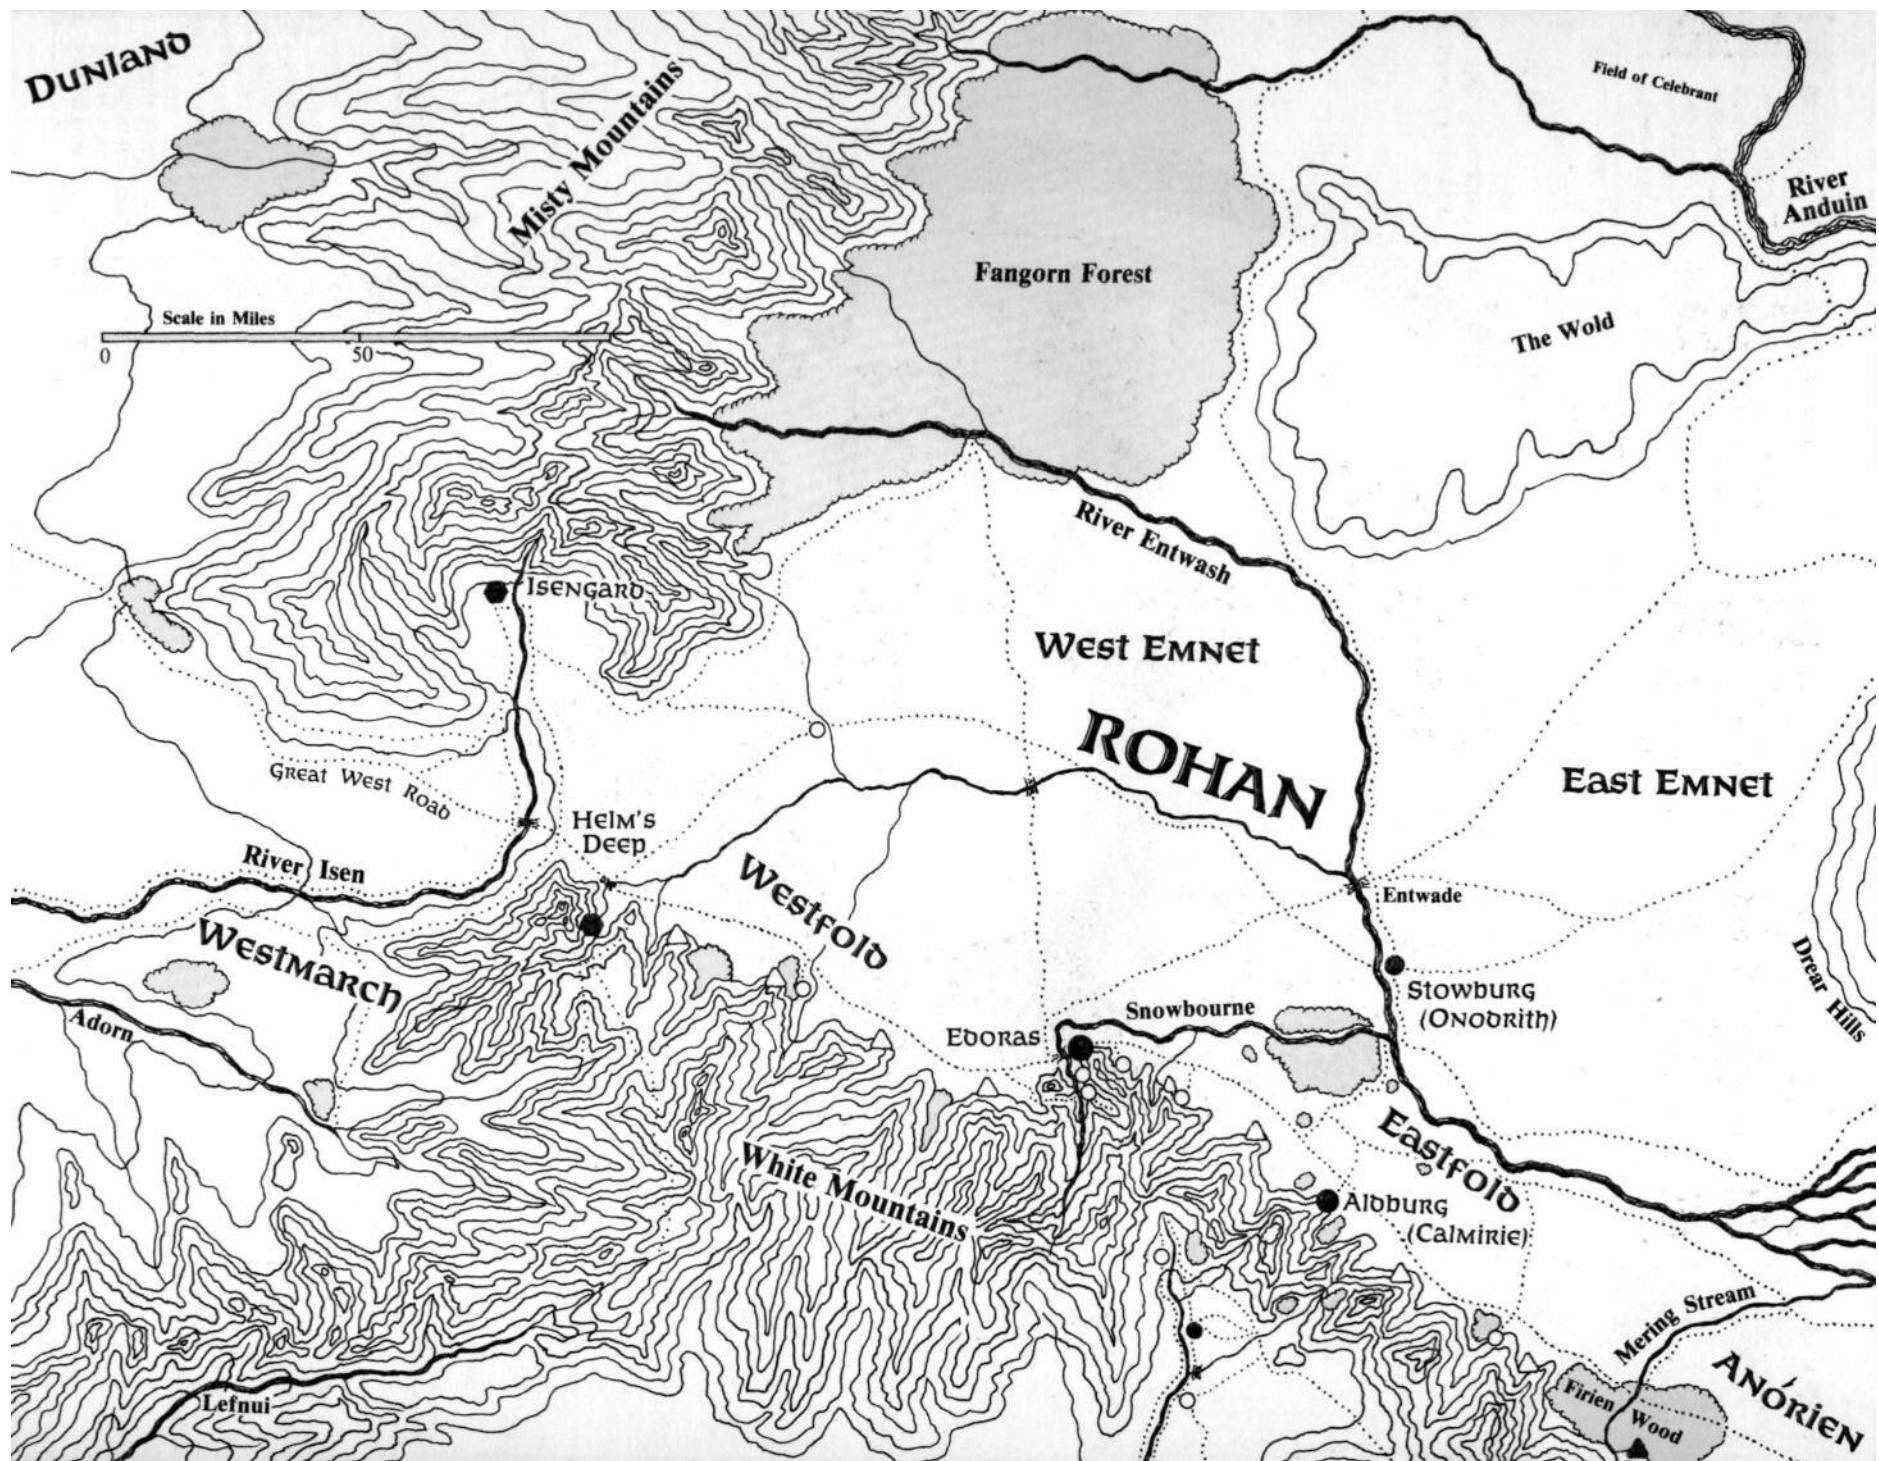 DUNLAND
Field of Celebrant
Misty Mountains
River
Anduin
Fangorn Forest
Scale in Miles
0 50
The Wold
River Entwash
ISENGARD
WEST EMNET
ROHAN
EAST EMNET
GREAT WEST ROAD
HELM'S
DEEP
River Isen
WESTFOLD
Entwade
WESTMARCH
Drear Hills
STOWBURG
(ONODRITH)
Snowbourne
EDORAS
Adorn
EASTFOLD
White Mountains
ALDBURG
(CALMIRIE)
Mering Stream
ANÓRIEN
Firien Wood
Lefnui